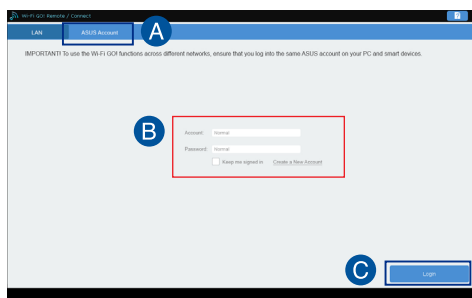 Wi-Fi GO! Remote / Connect
?
LAN
ASUS Account
A
IMPORTANT! To use the Wi-Fi GO! functions across different networks, ensure that you log into the same ASUS account on your PC and smart devices.
B
Account:
Normal
Password:
Normal
Keep me signed in
Create a New Account
C
Login